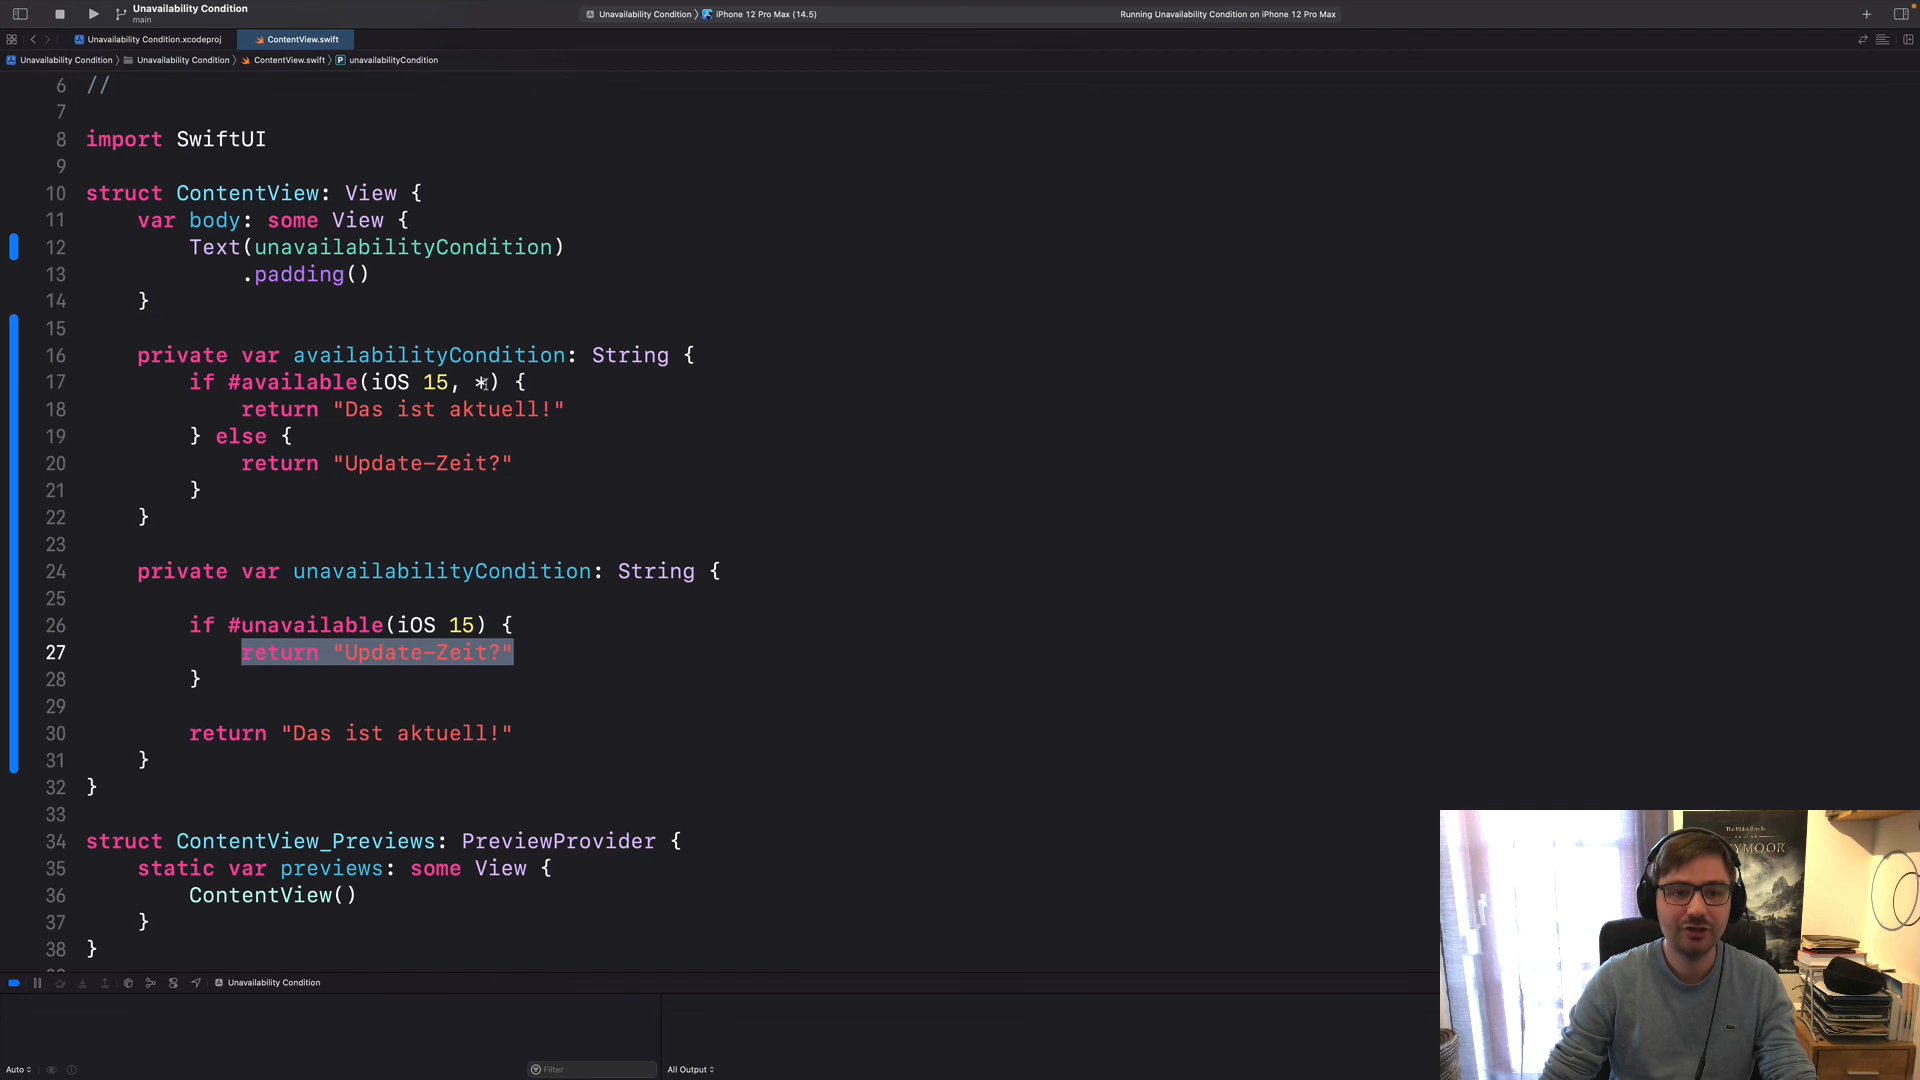 Unavailability Condition
main
Unavailability Condition
iPhone 12 Pro Max (14.5)
Running Unavailability Condition on iPhone 12 Pro Max
Unavailability Condition.xcodeproj
ContentView.swift
Unavailability Condition
Unavailability Condition
ContentView.swift
P unavailabilityCondition
6 //
7
8 import SwiftUI
9
10 struct ContentView: View {
11 var body: some View {
12 Text(unavailabilityCondition)
13 .padding()
14 }
15
16 private var availabilityCondition: String {
17 if #available(iOS 15, *) {
18 return "Das ist aktuell!"
19 } else {
20 return "Update-Zeit?"
21 }
22 }
23
24 private var unavailabilityCondition: String {
25
26 if #unavailable(iOS 15) {
27 return "Update-Zeit?"
28 }
29
30 return "Das ist aktuell!"
31 }
32 }
33
34 struct ContentView_Previews: PreviewProvider {
35 static var previews: some View {
36 ContentView()
37 }
38 }
Unavailability Condition
Auto
Filter
All Output
The Elder Scrolls